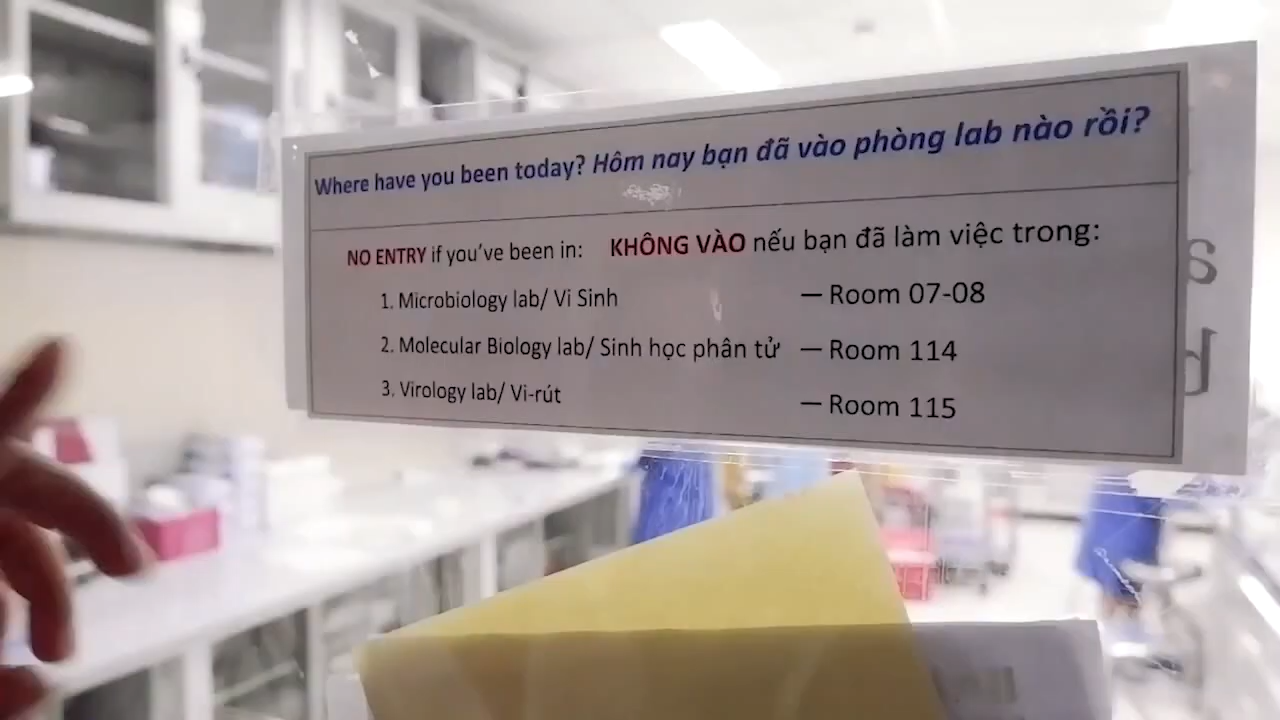 Where have you been today? Hôm nay bạn đã vào phòng lab nào rồi?
NO ENTRY if you've been in: KHÔNG VÀO nếu bạn đã làm việc trong:
1. Microbiology lab/ Vi Sinh — Room 07-08
2. Molecular Biology lab/ Sinh học phân tử — Room 114
3. Virology lab/ Vi-rút — Room 115